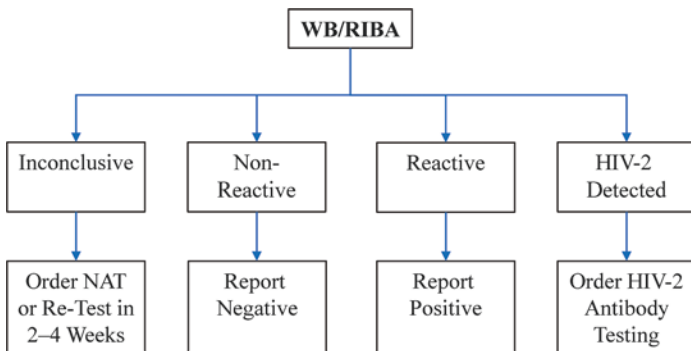 WB/RIBA
Inconclusive
Non-
Reactive
Reactive
HIV-2
Detected
Order NAT
or Re-Test in
2–4 Weeks
Report
Negative
Report
Positive
Order HIV-2
Antibody
Testing